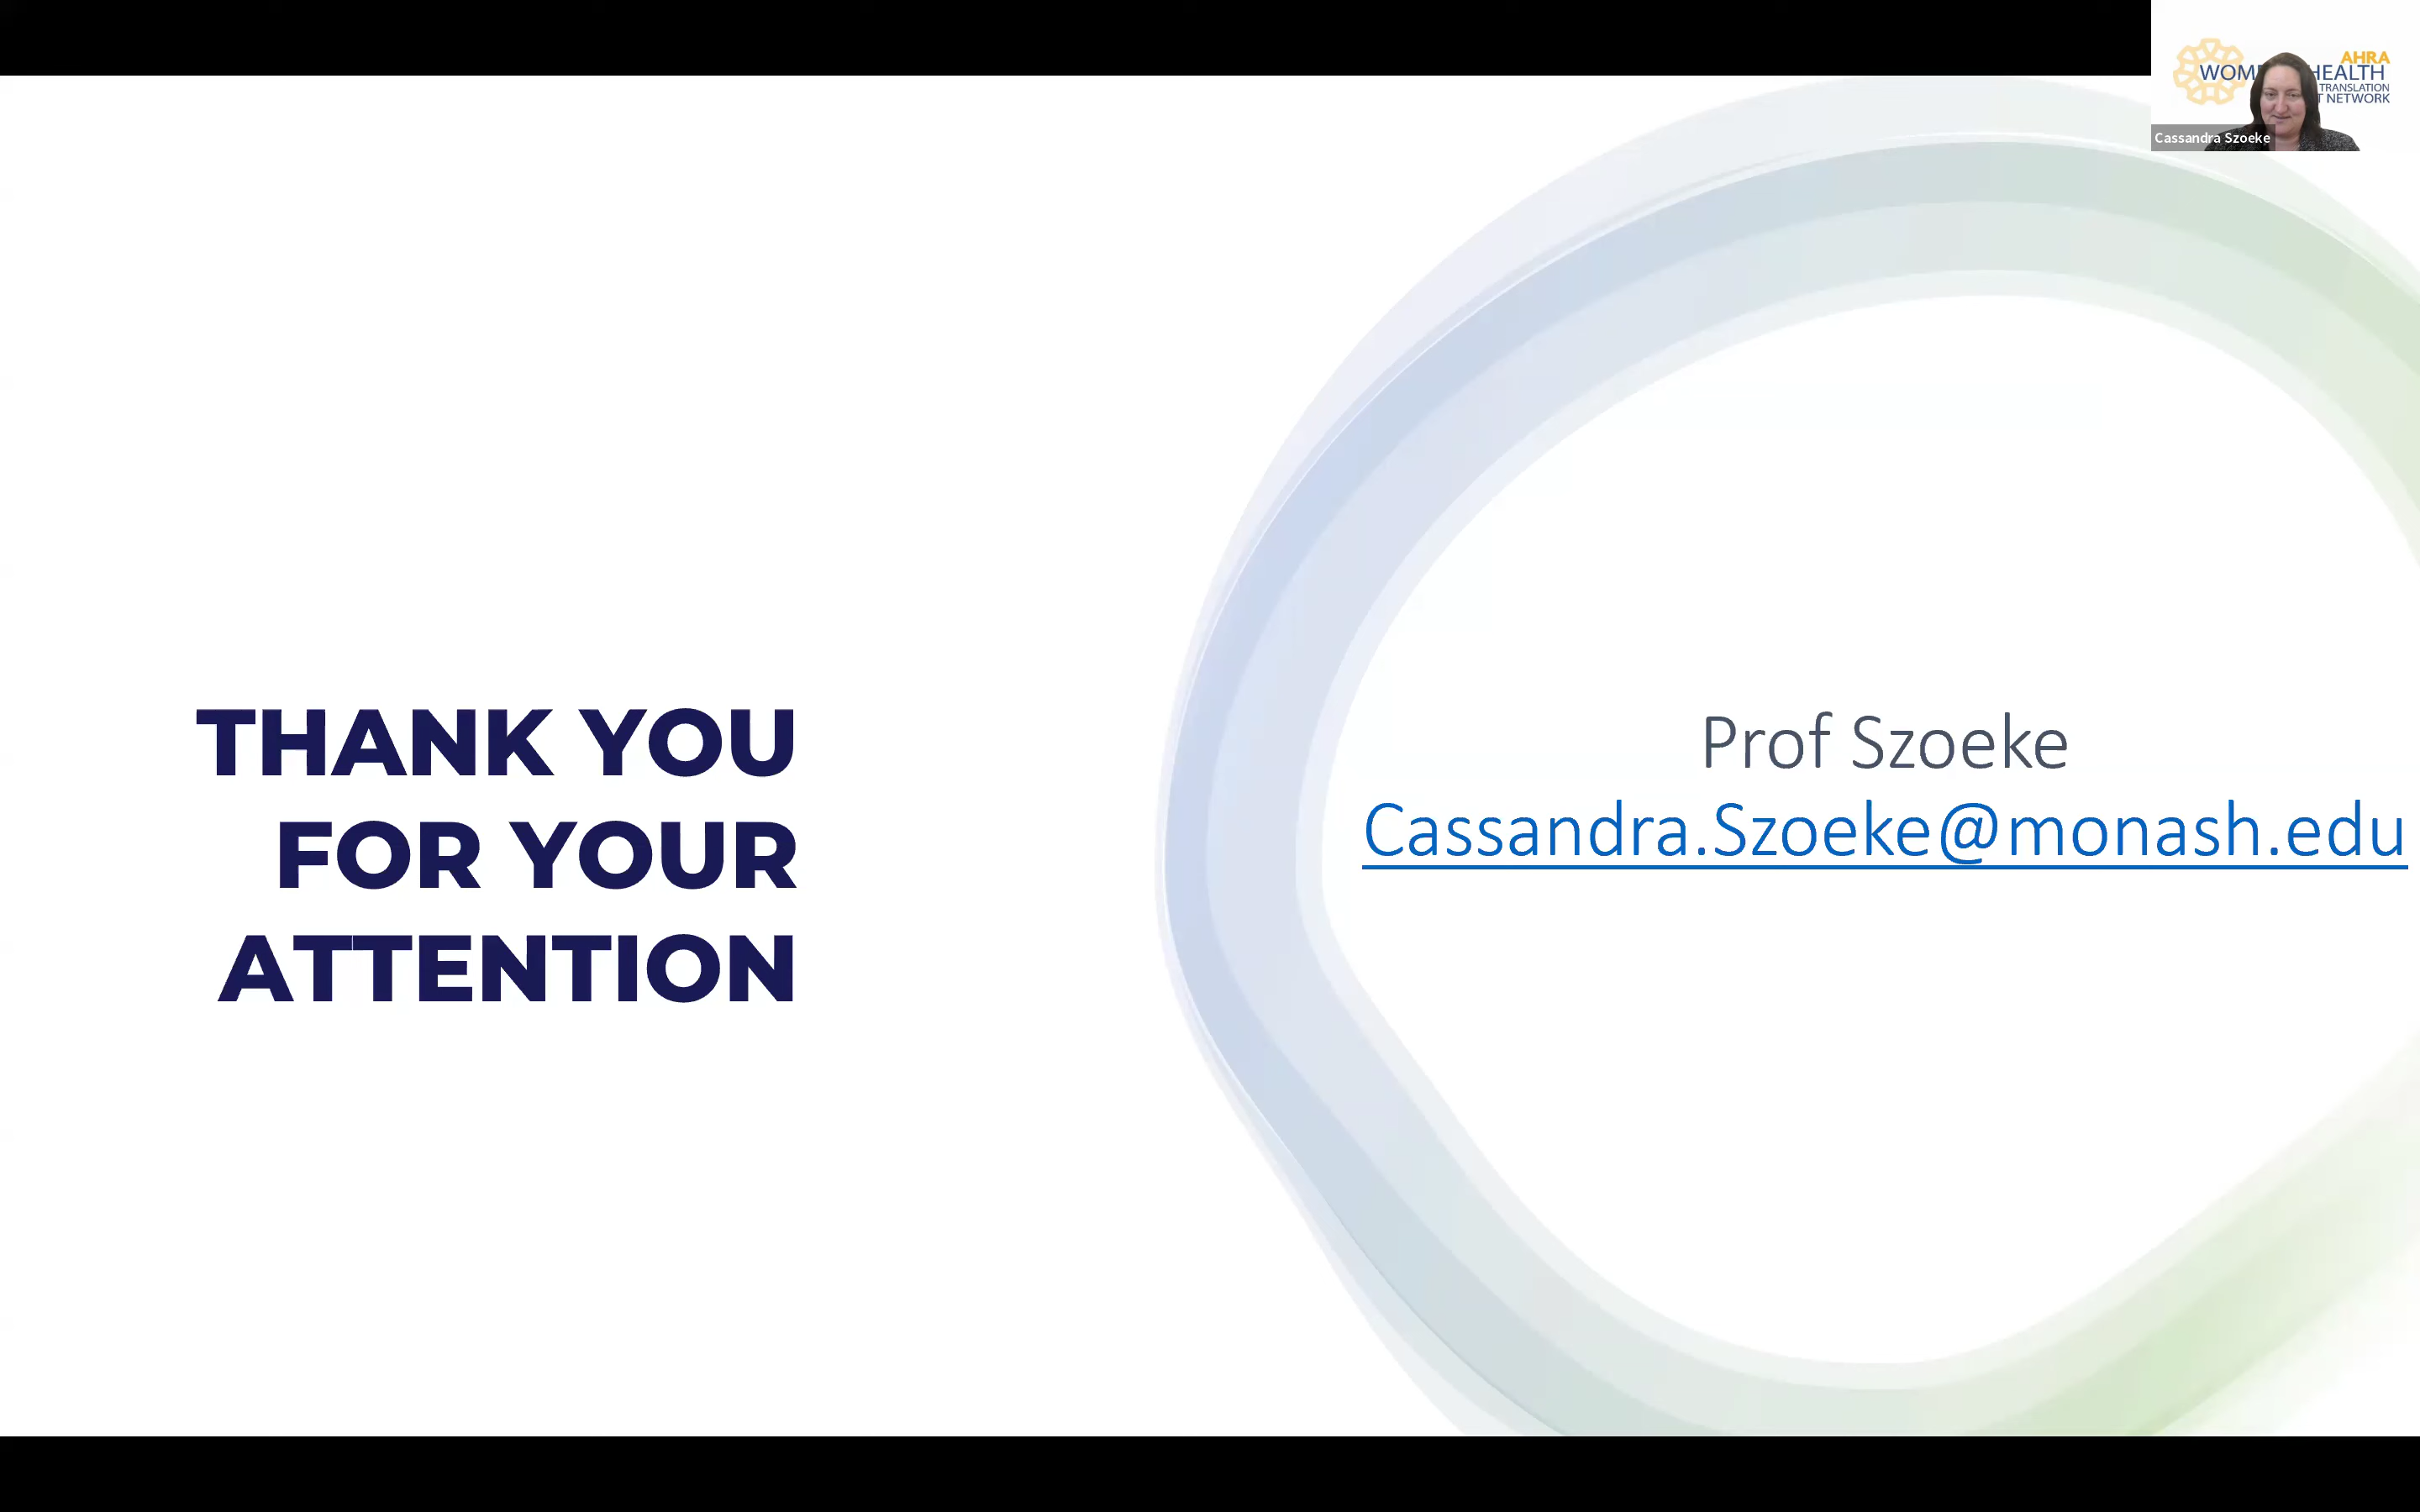 THANK YOU
FOR YOUR
ATTENTION
Prof Szoeke
Cassandra.Szoeke@monash.edu
AHRA
HEALTH
TRANSLATION
NETWORK
Cassandra Szoeke